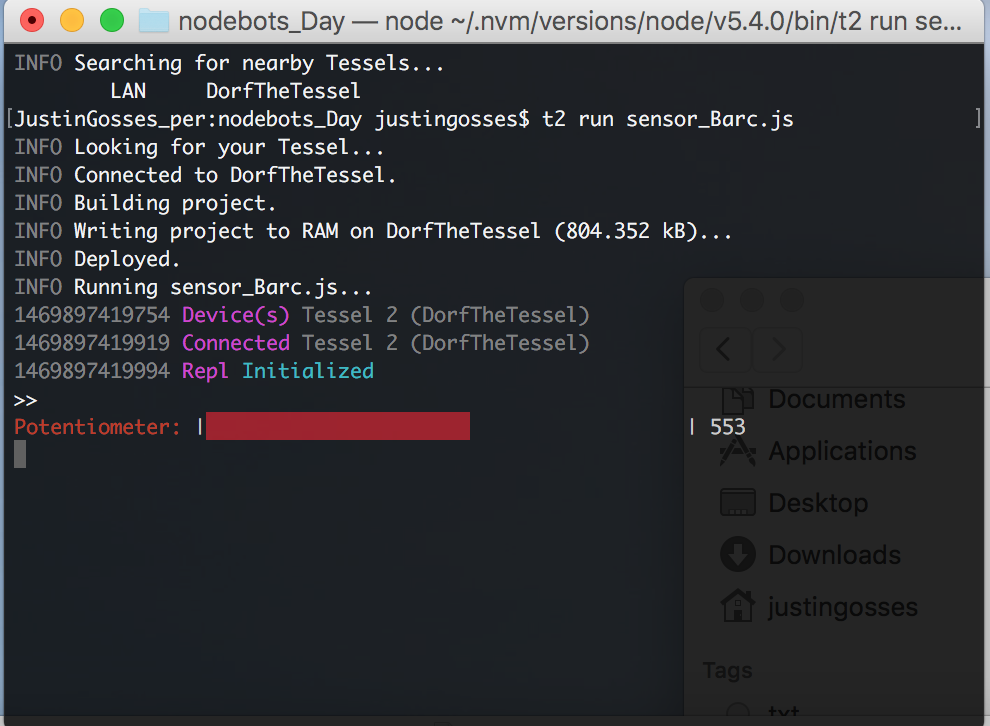 nodebots_Day — node ~/.nvm/versions/node/v5.4.0/bin/t2 run se...
INFO Searching for nearby Tessels...
LAN DorfTheTessel
[JustinGosses_per:nodebots_Day justingosses$ t2 run sensor_Barc.js ]
INFO Looking for your Tessel...
INFO Connected to DorfTheTessel.
INFO Building project.
INFO Writing project to RAM on DorfTheTessel (804.352 kB)...
INFO Deployed.
INFO Running sensor_Barc.js...
1469897419754 Device(s) Tessel 2 (DorfTheTessel)
1469897419919 Connected Tessel 2 (DorfTheTessel)
1469897419994 Repl Initialized
>>
Potentiometer: | | 553
Documents
Applications
Desktop
Downloads
justingosses
Tags
txt